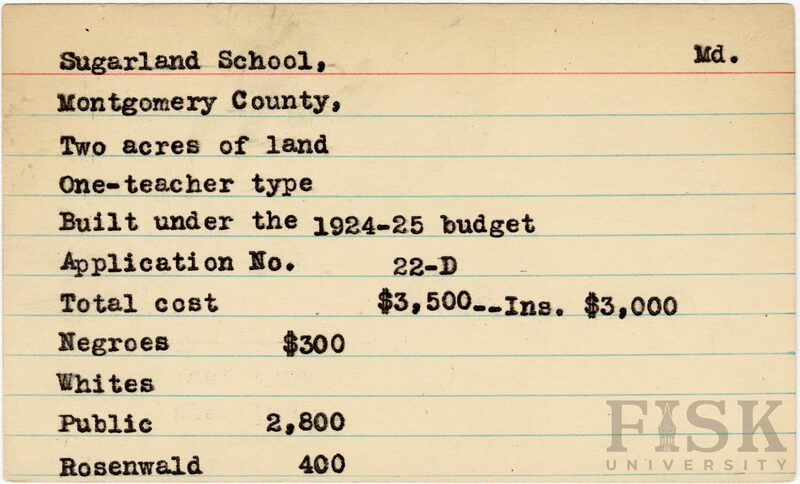 Sugarland School, Md.
Montgomery County,
Two acres of land
One-teacher type
Built under the 1924-25 budget
Application No. 22-D
Total cost $3,500--Ins. $3,000
Negroes $300
Whites
Public 2,800
Rosenwald 400
FISK
UNIVERSITY